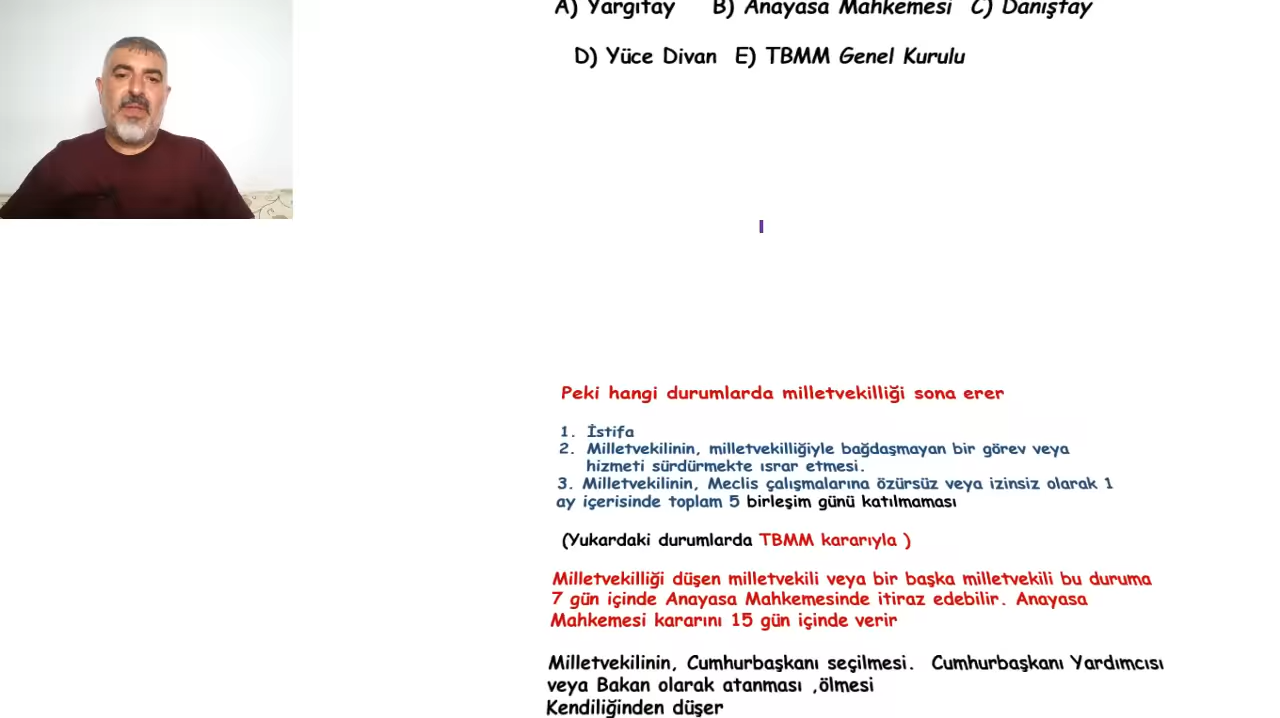 A) Yargıtay B) Anayasa Mahkemesi C) Danıştay
D) Yüce Divan E) TBMM Genel Kurulu
Peki hangi durumlarda milletvekilliği sona erer
1. İstifa
2. Milletvekilinin, milletvekilliğiyle bağdaşmayan bir görev veya
hizmeti sürdürmekte ısrar etmesi.
3. Milletvekilinin, Meclis çalışmalarına özürsüz veya izinsiz olarak 1
ay içerisinde toplam 5 birleşim günü katılmaması
(Yukardaki durumlarda TBMM kararıyla )
Milletvekilliği düşen milletvekili veya bir başka milletvekili bu duruma
7 gün içinde Anayasa Mahkemesinde itiraz edebilir. Anayasa
Mahkemesi kararını 15 gün içinde verir
Milletvekilinin, Cumhurbaşkanı seçilmesi. Cumhurbaşkanı Yardımcısı
veya Bakan olarak atanması ,ölmesi
Kendiliğinden düşer